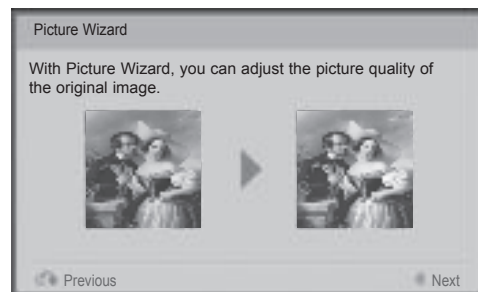 Picture Wizard
With Picture Wizard, you can adjust the picture quality of
the original image.
Previous
Next